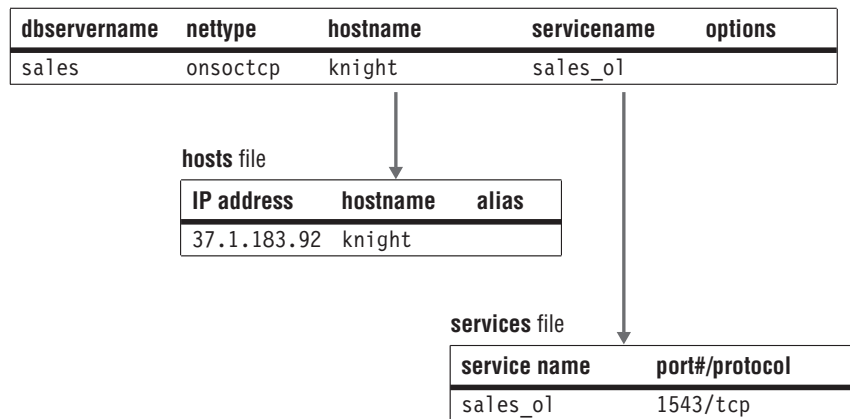 dbservername nettype hostname servicename options
sales onsoctcp knight sales_ol
hosts file
IP address hostname alias
37.1.183.92 knight
services file
service name port#/protocol
sales_ol 1543/tcp